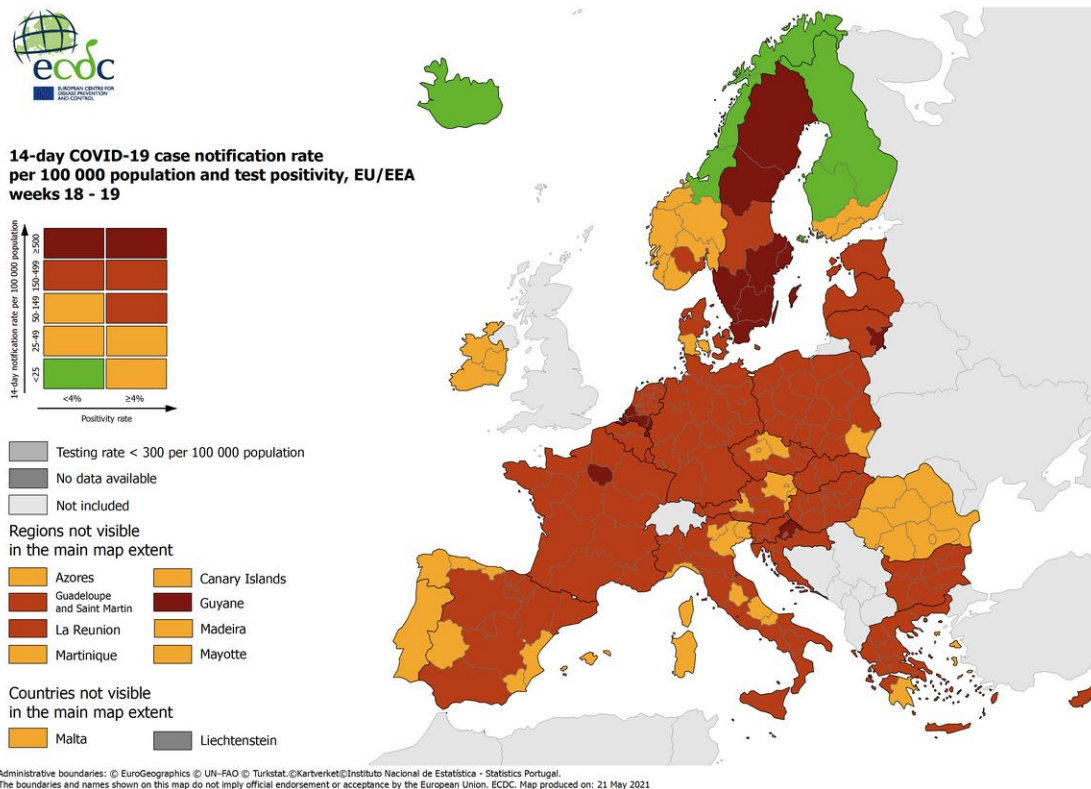 ecdc
EUROPEAN CENTRE FOR
DISEASE PREVENTION
AND CONTROL
14-day COVID-19 case notification rate
per 100 000 population and test positivity, EU/EEA
weeks 18 - 19
14-day notification rate per 100 000 population
≥500
150-499
50-149
25-49
<25
<4%
≥4%
Positivity rate
Testing rate < 300 per 100 000 population
No data available
Not included
Regions not visible
in the main map extent
Azores
Canary Islands
Guadeloupe
and Saint Martin
Guyane
La Reunion
Madeira
Martinique
Mayotte
Countries not visible
in the main map extent
Malta
Liechtenstein
Administrative boundaries: © EuroGeographics © UN–FAO © Turkstat.©Kartverket©Instituto Nacional de Estatística - Statistics Portugal.
The boundaries and names shown on this map do not imply official endorsement or acceptance by the European Union. ECDC. Map produced on: 21 May 2021